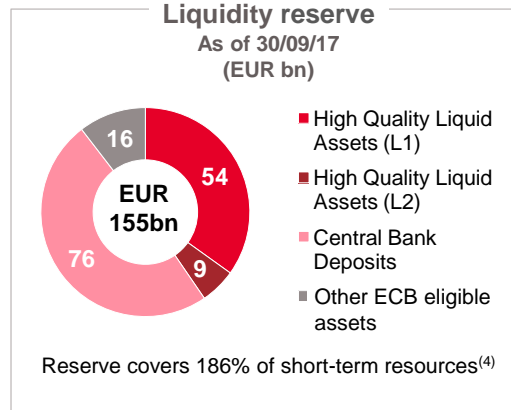 Liquidity reserve
As of 30/09/17
(EUR bn)
16
54
EUR
155bn
76
9
High Quality Liquid
Assets (L1)
High Quality Liquid
Assets (L2)
Central Bank
Deposits
Other ECB eligible
assets
Reserve covers 186% of short-term resources(4)